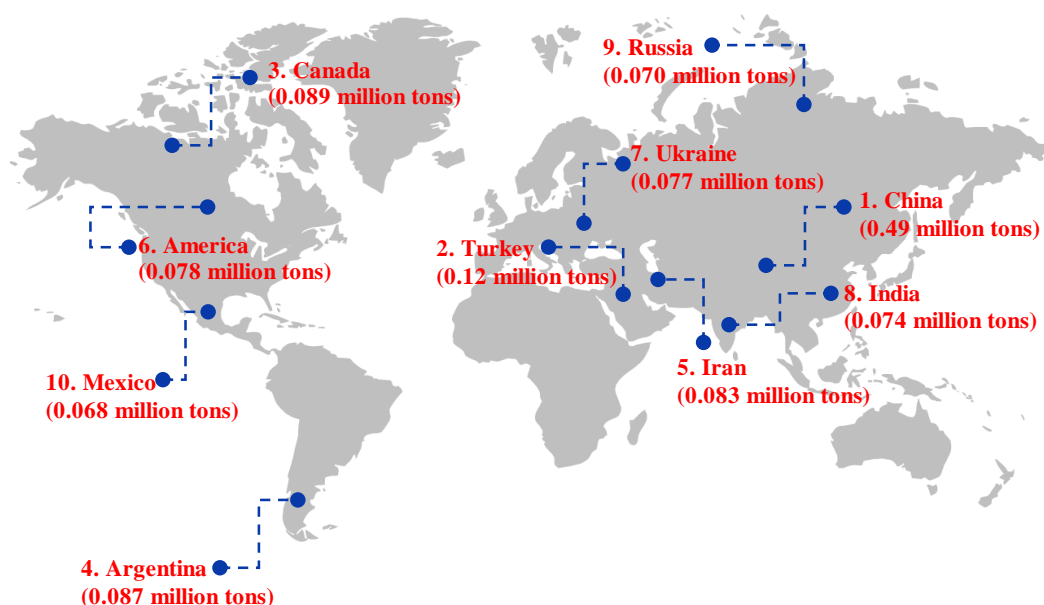 9. Russia
(0.070 million tons)
3. Canada
(0.089 million tons)
7. Ukraine
(0.077 million tons)
1. China
(0.49 million tons)
6. America
(0.078 million tons)
2. Turkey
(0.12 million tons)
8. India
(0.074 million tons)
5. Iran
(0.083 million tons)
10. Mexico
(0.068 million tons)
4. Argentina
(0.087 million tons)